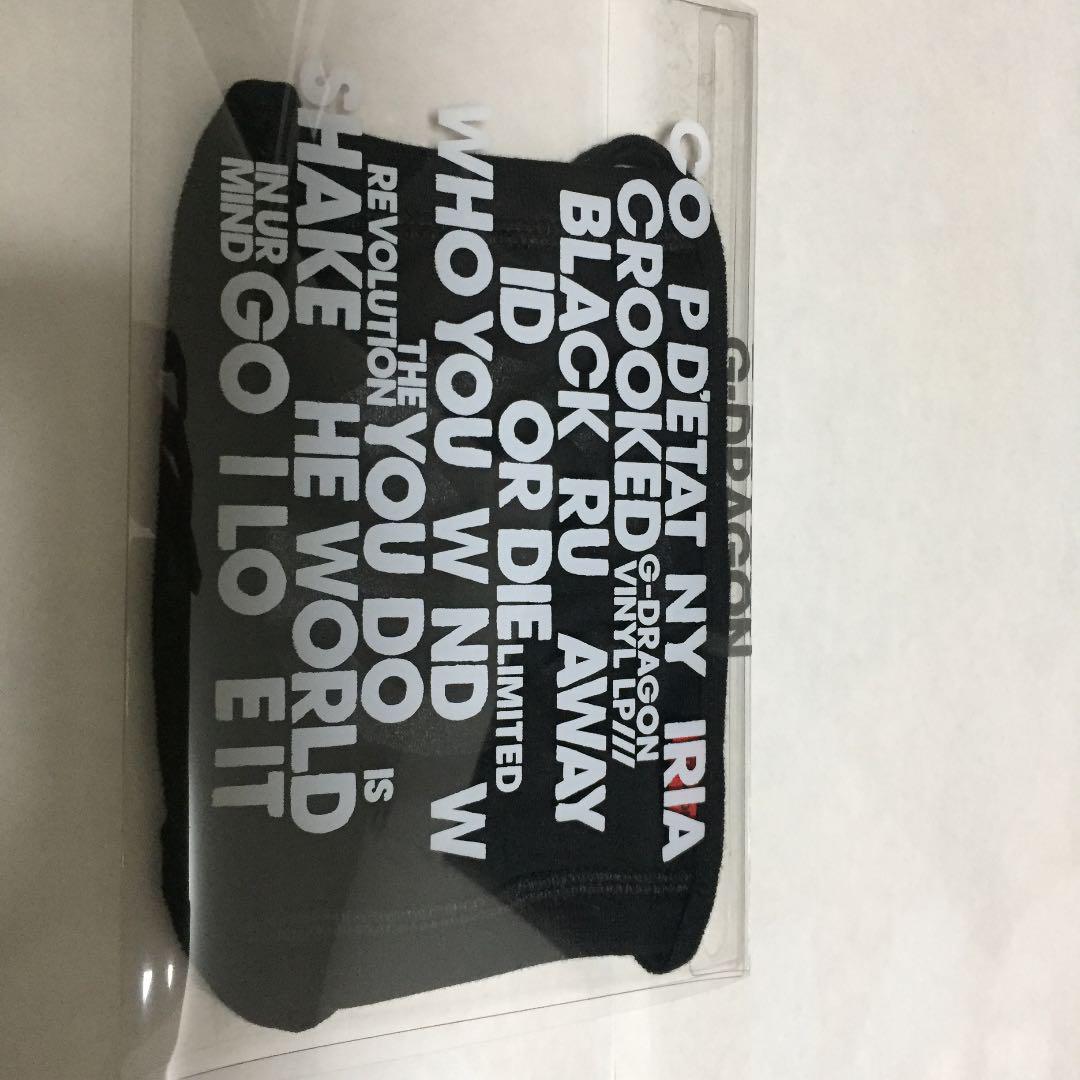 G-DRAGON
CO P D'ETAT NY IRIA
CROOKED G-DRAGON
VINYL LP///
BLACK RU AWAY
ID OR DIE LIMITED
WHO YOU W ND W
THE
REVOLUTION YOU DO IS
SHAKE HE WORLD
IN UR
MIND GO I LO E IT